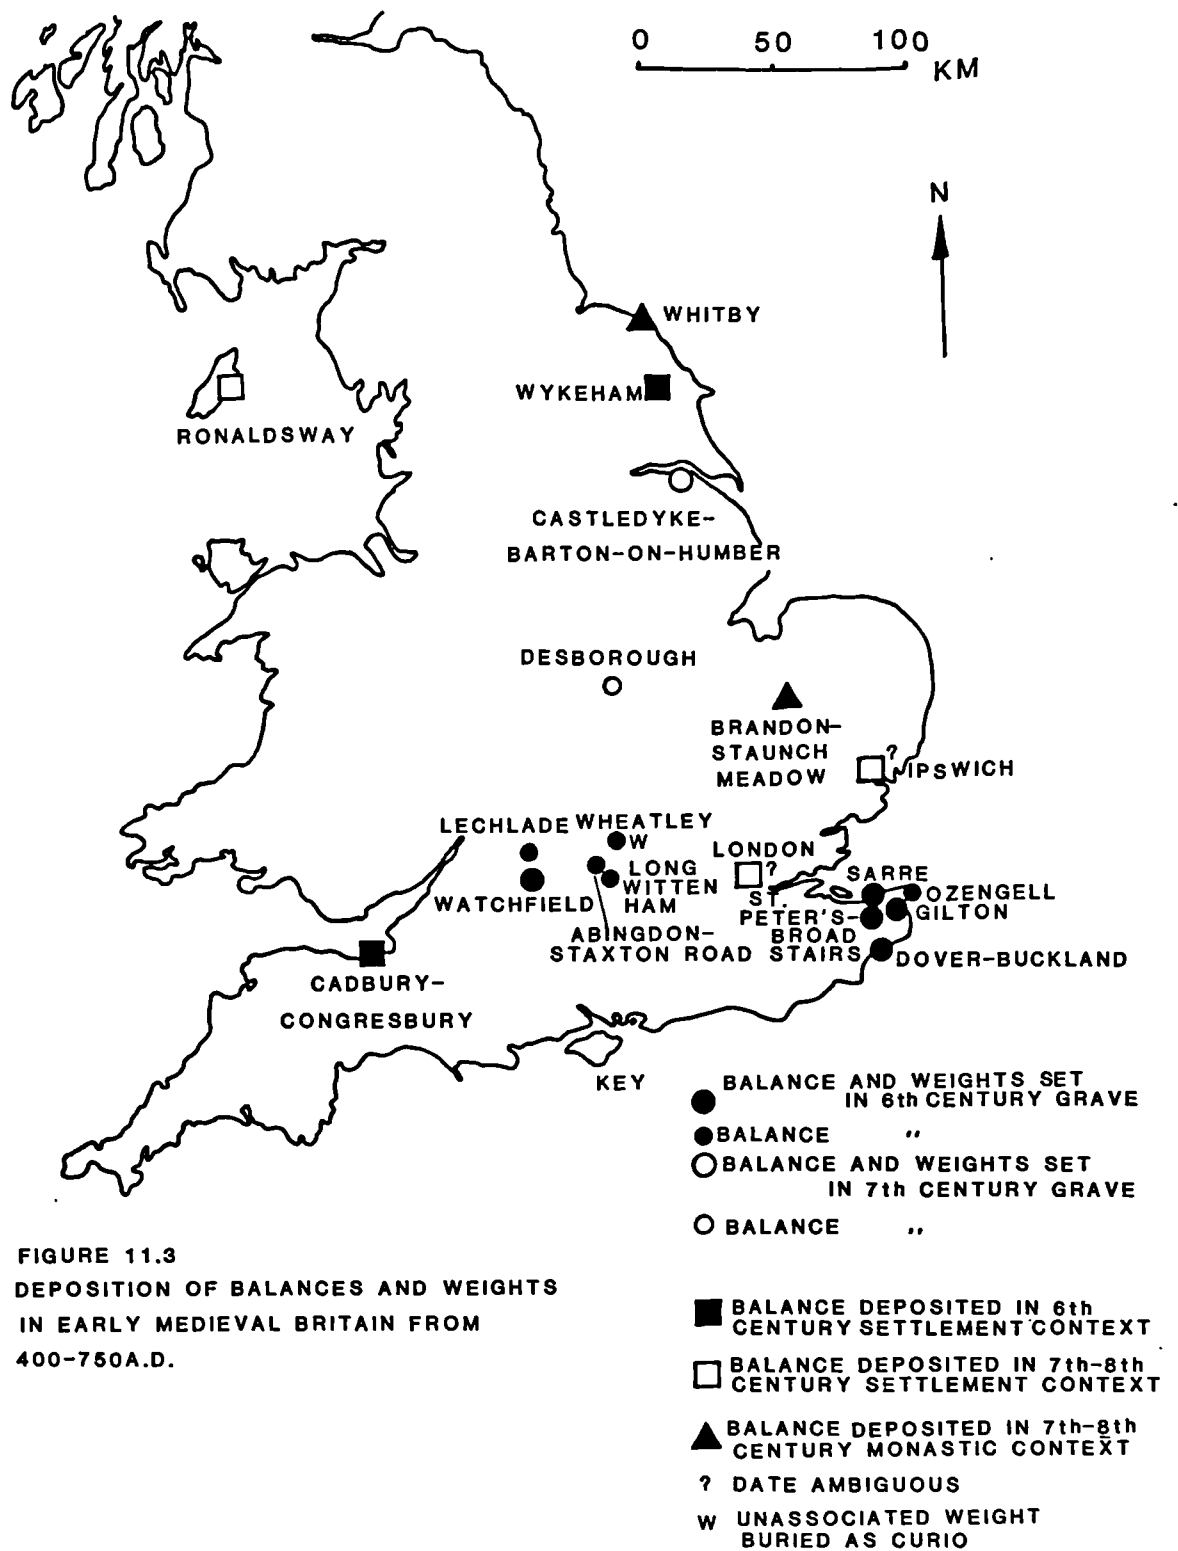 0 50 100
KM
N
WHITBY
WYKEHAM
RONALDSWAY
CASTLEDYKE-
BARTON-ON-HUMBER
DESBOROUGH
BRANDON-
STAUNCH
MEADOW
?
IPSWICH
LECHLADE
WHEATLEY
W
LONG
WITTEN
HAM
WATCHFIELD
ABINGDON-
STAXTON ROAD
LONDON
?
SARRE
OZENGELL
GILTON
ST.
PETER'S-
BROAD
STAIRS
DOVER-BUCKLAND
CADBURY-
CONGRESBURY
KEY
BALANCE AND WEIGHTS SET
IN 6th CENTURY GRAVE
BALANCE "
BALANCE AND WEIGHTS SET
IN 7th CENTURY GRAVE
BALANCE "
BALANCE DEPOSITED IN 6th
CENTURY SETTLEMENT CONTEXT
BALANCE DEPOSITED IN 7th-8th
CENTURY SETTLEMENT CONTEXT
BALANCE DEPOSITED IN 7th-8th
CENTURY MONASTIC CONTEXT
? DATE AMBIGUOUS
W UNASSOCIATED WEIGHT
BURIED AS CURIO
FIGURE 11.3
DEPOSITION OF BALANCES AND WEIGHTS
IN EARLY MEDIEVAL BRITAIN FROM
400-750A.D.